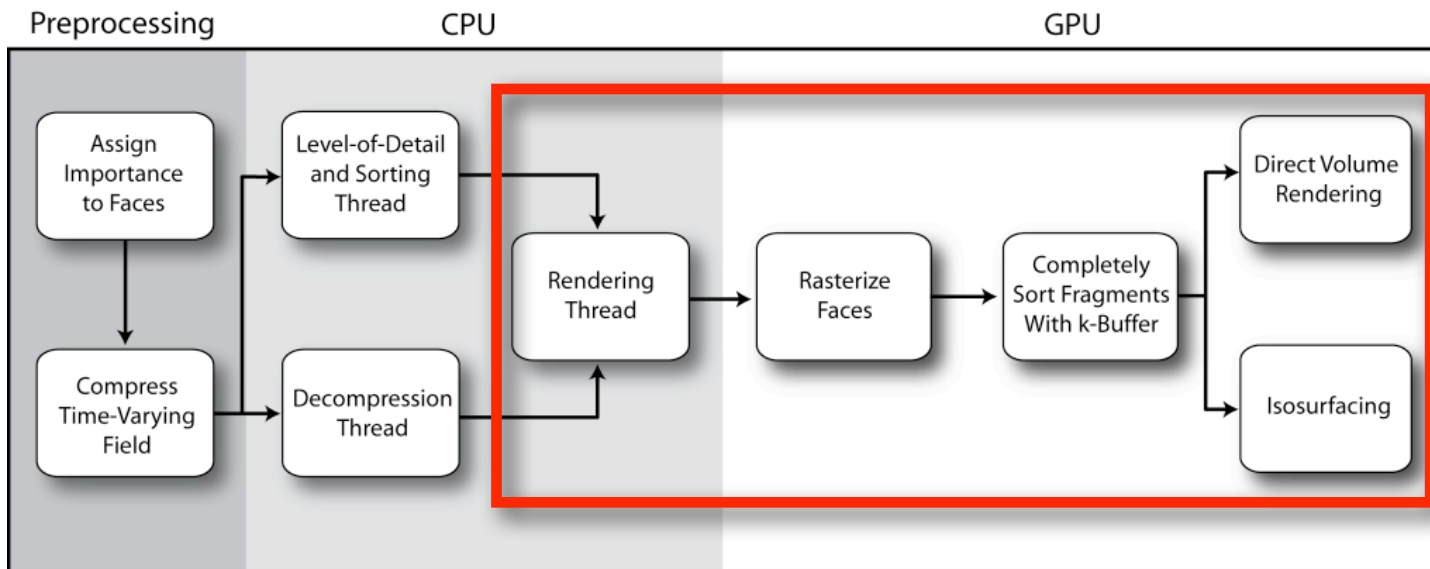 Preprocessing
CPU
GPU
Assign
Importance
to Faces
Compress
Time-Varying
Field
Level-of-Detail
and Sorting
Thread
Decompression
Thread
Rendering
Thread
Rasterize
Faces
Completely
Sort Fragments
With k-Buffer
Direct Volume
Rendering
Isosurfacing